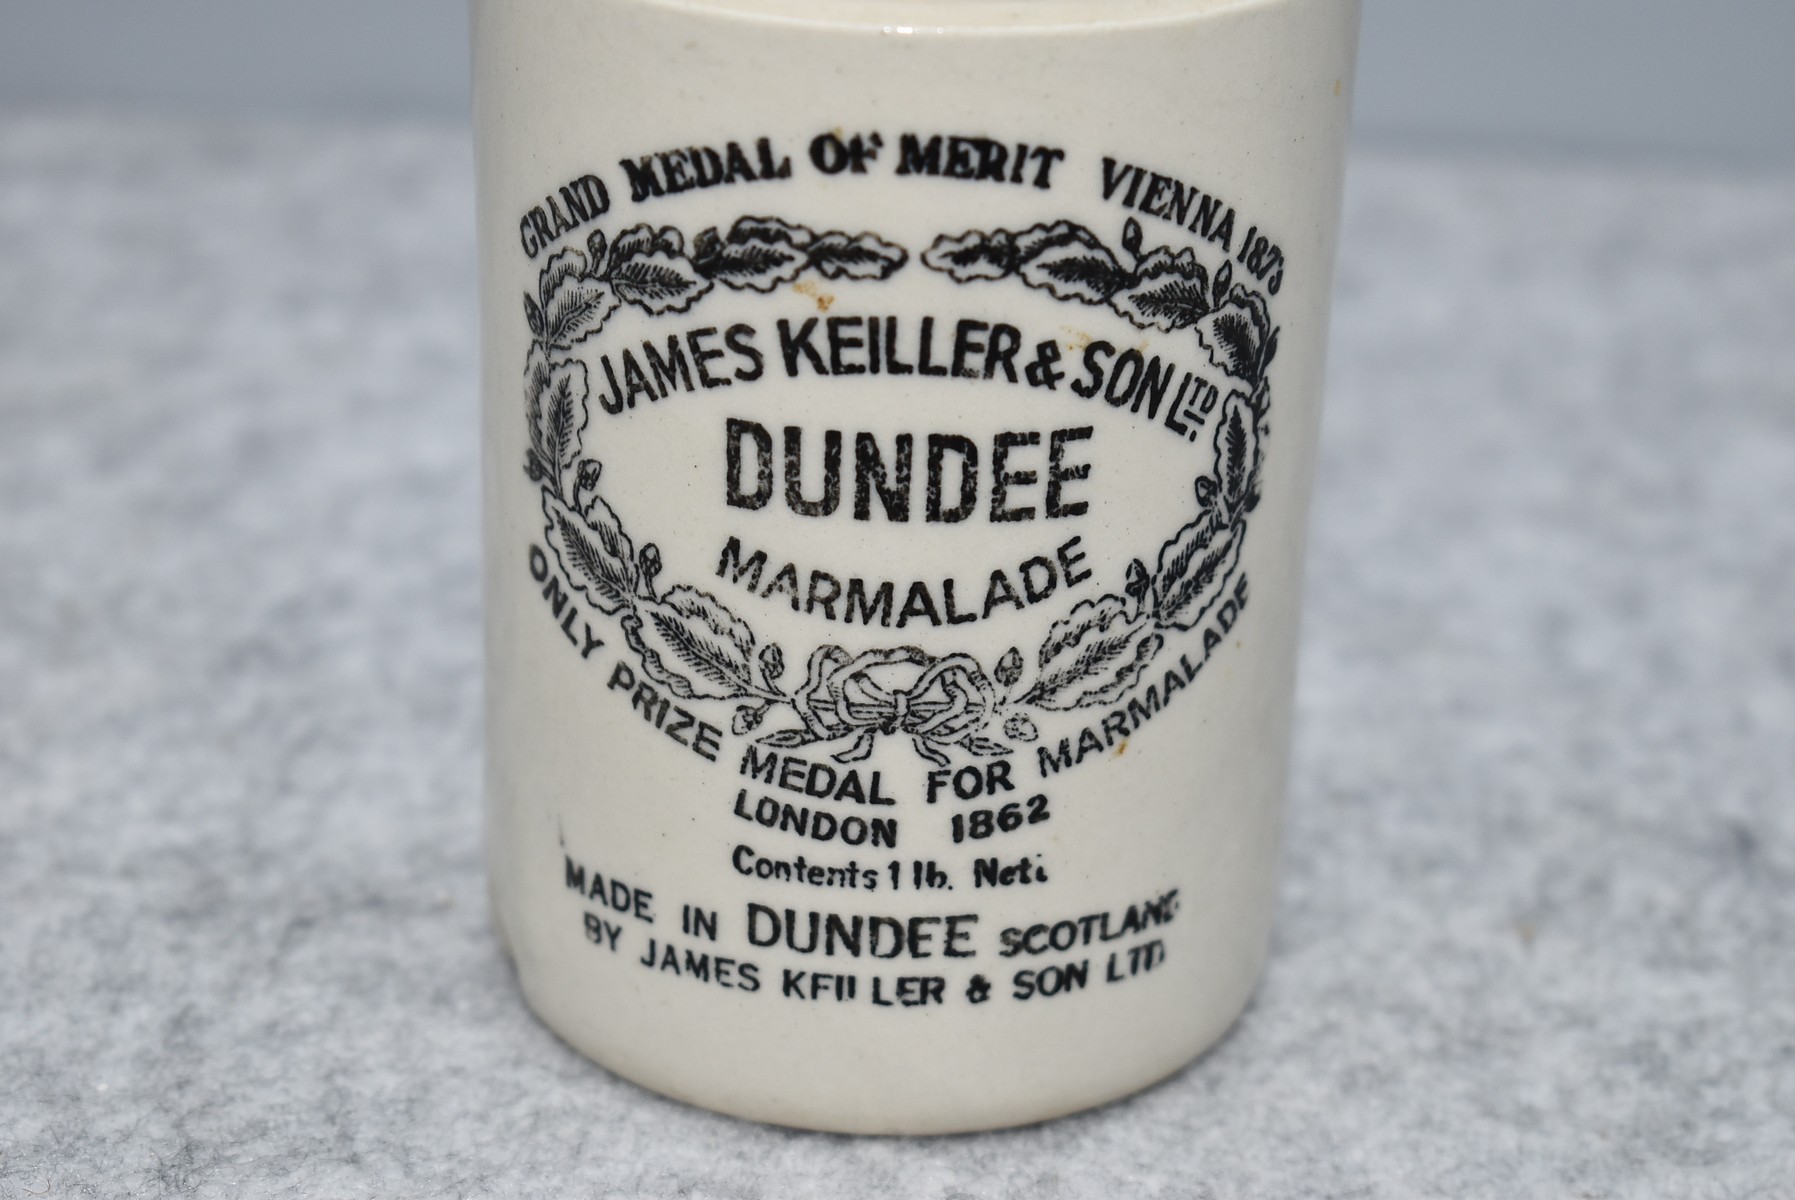 GRAND MEDAL OF MERIT VIENNA 1873
JAMES KEILLER & SON LTD.
DUNDEE
MARMALADE
ONLY PRIZE MEDAL FOR MARMALADE
LONDON 1862
Contents 1 lb. Net.
MADE IN DUNDEE SCOTLAND
BY JAMES KEILLER & SON LTD